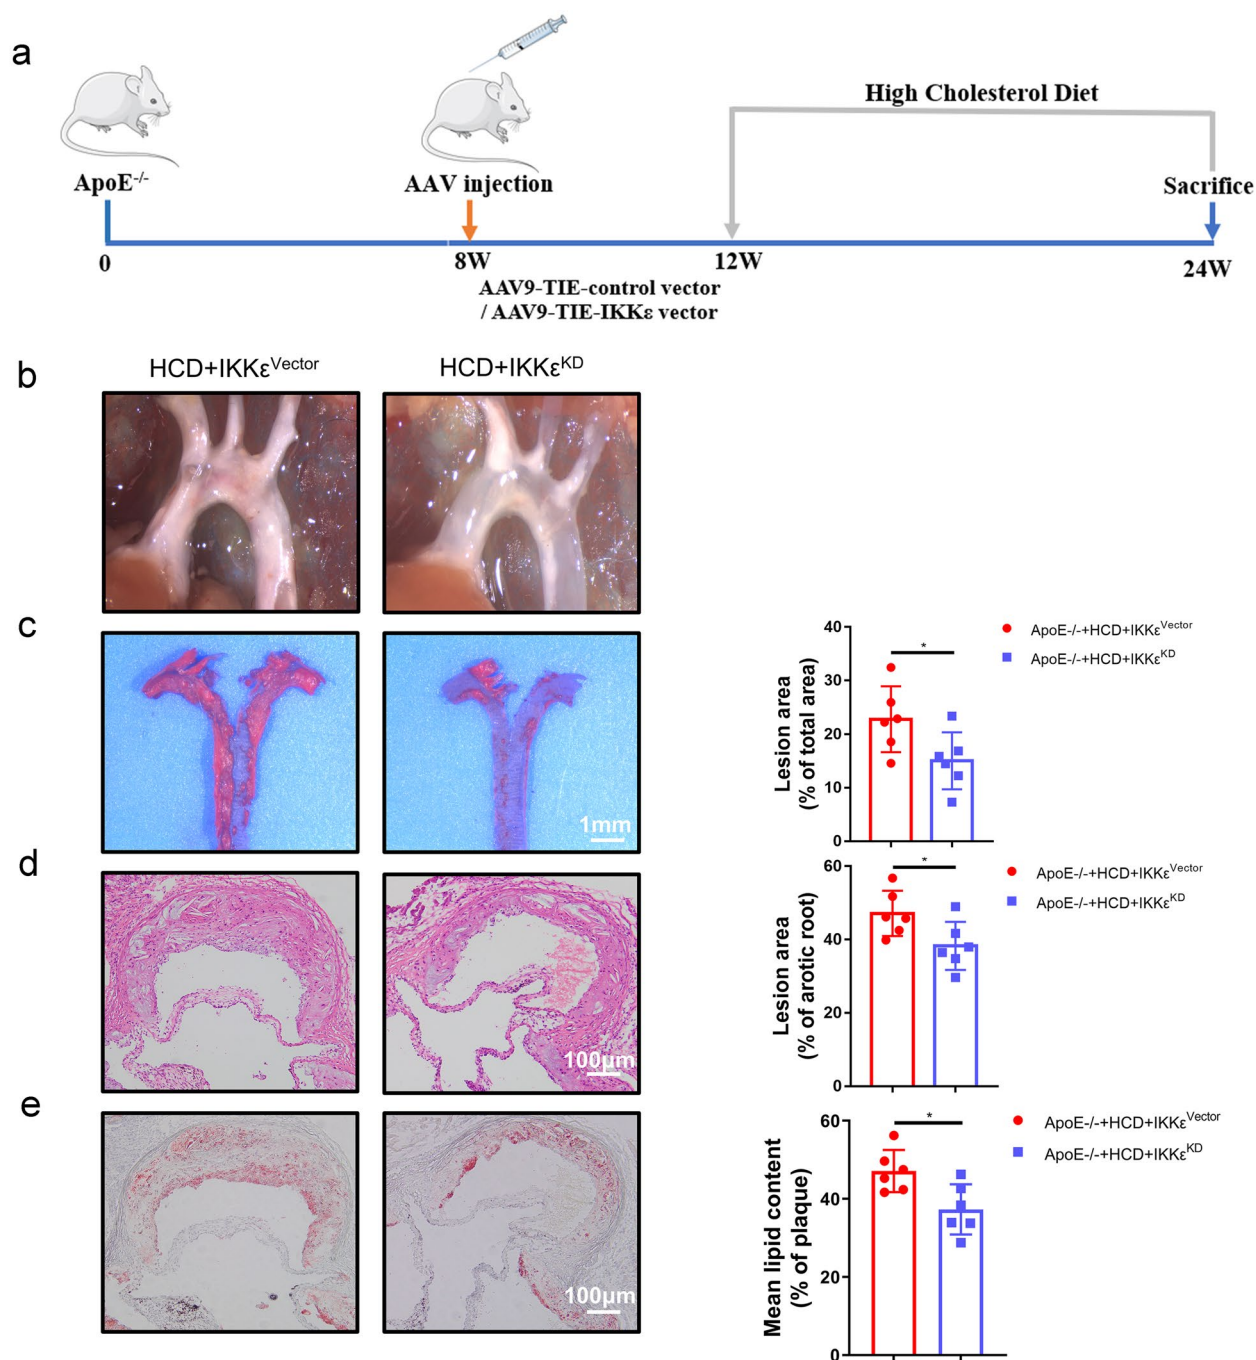 a
High Cholesterol Diet
ApoE-/-
AAV injection
Sacrifice
0
8W
12W
24W
AAV9-TIE-control vector
/ AAV9-TIE-IKKε vector
b
HCD+IKKεVector
HCD+IKKεKD
c
1mm
40
30
20
10
0
Lesion area
(% of total area)
*
ApoE-/-+HCD+IKKεVector
ApoE-/-+HCD+IKKεKD
d
100μm
60
40
20
0
Lesion area
(% of arotic root)
*
ApoE-/-+HCD+IKKεVector
ApoE-/-+HCD+IKKεKD
e
100μm
60
40
20
0
Mean lipid content
(% of plaque)
*
ApoE-/-+HCD+IKKεVector
ApoE-/-+HCD+IKKεKD